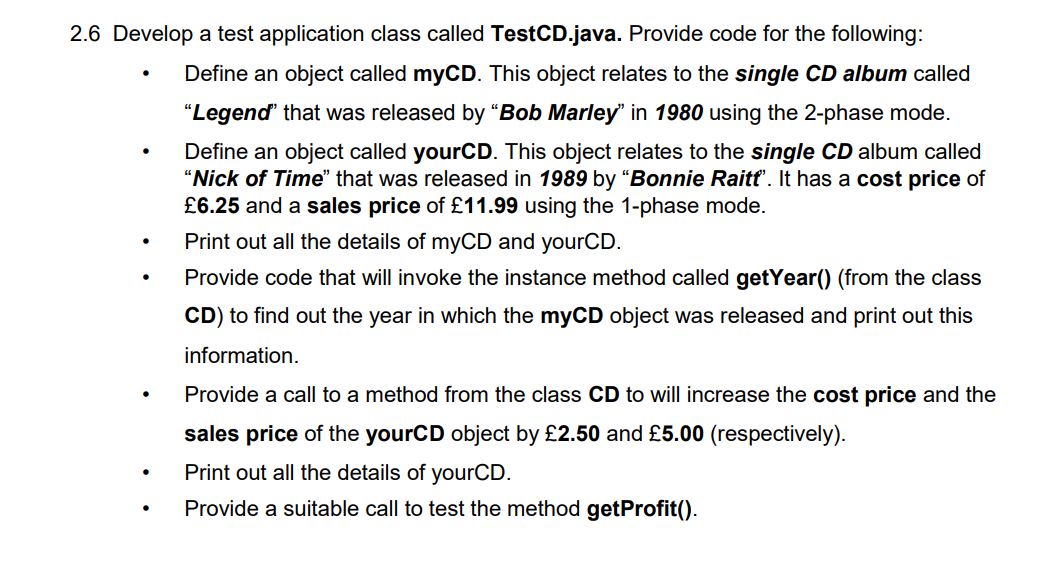 2.6 Develop a test application class called TestCD.java. Provide code for the following:
• Define an object called myCD. This object relates to the single CD album called
“Legend” that was released by “Bob Marley” in 1980 using the 2-phase mode.
• Define an object called yourCD. This object relates to the single CD album called
“Nick of Time” that was released in 1989 by “Bonnie Raitt”. It has a cost price of
£6.25 and a sales price of £11.99 using the 1-phase mode.
• Print out all the details of myCD and yourCD.
• Provide code that will invoke the instance method called getYear() (from the class
CD) to find out the year in which the myCD object was released and print out this
information.
• Provide a call to a method from the class CD to will increase the cost price and the
sales price of the yourCD object by £2.50 and £5.00 (respectively).
• Print out all the details of yourCD.
• Provide a suitable call to test the method getProfit().